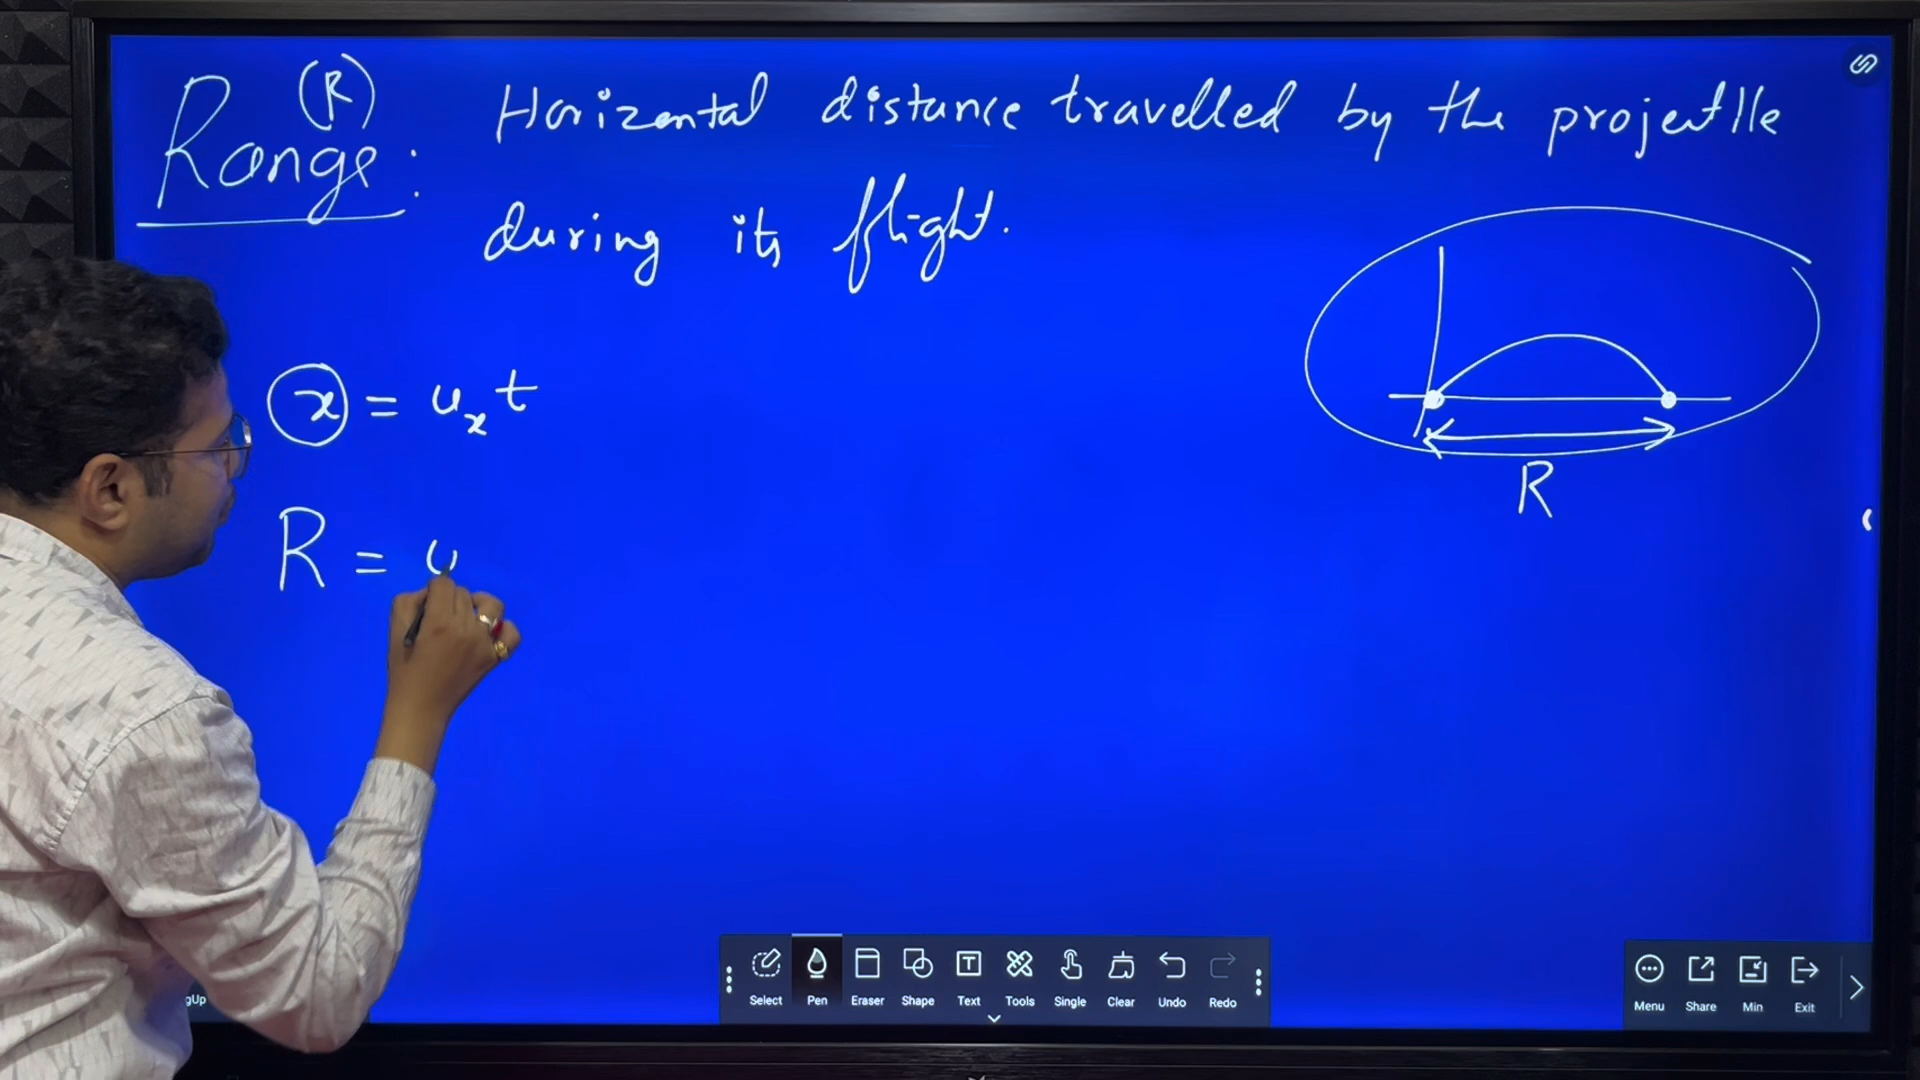 Range (R) : Horizontal distance travelled by the projectile
during its flight.
x = uₓt
R = u
R
gUp
Select Pen Eraser Shape Text Tools Single Clear Undo Redo
Menu Share Min Exit